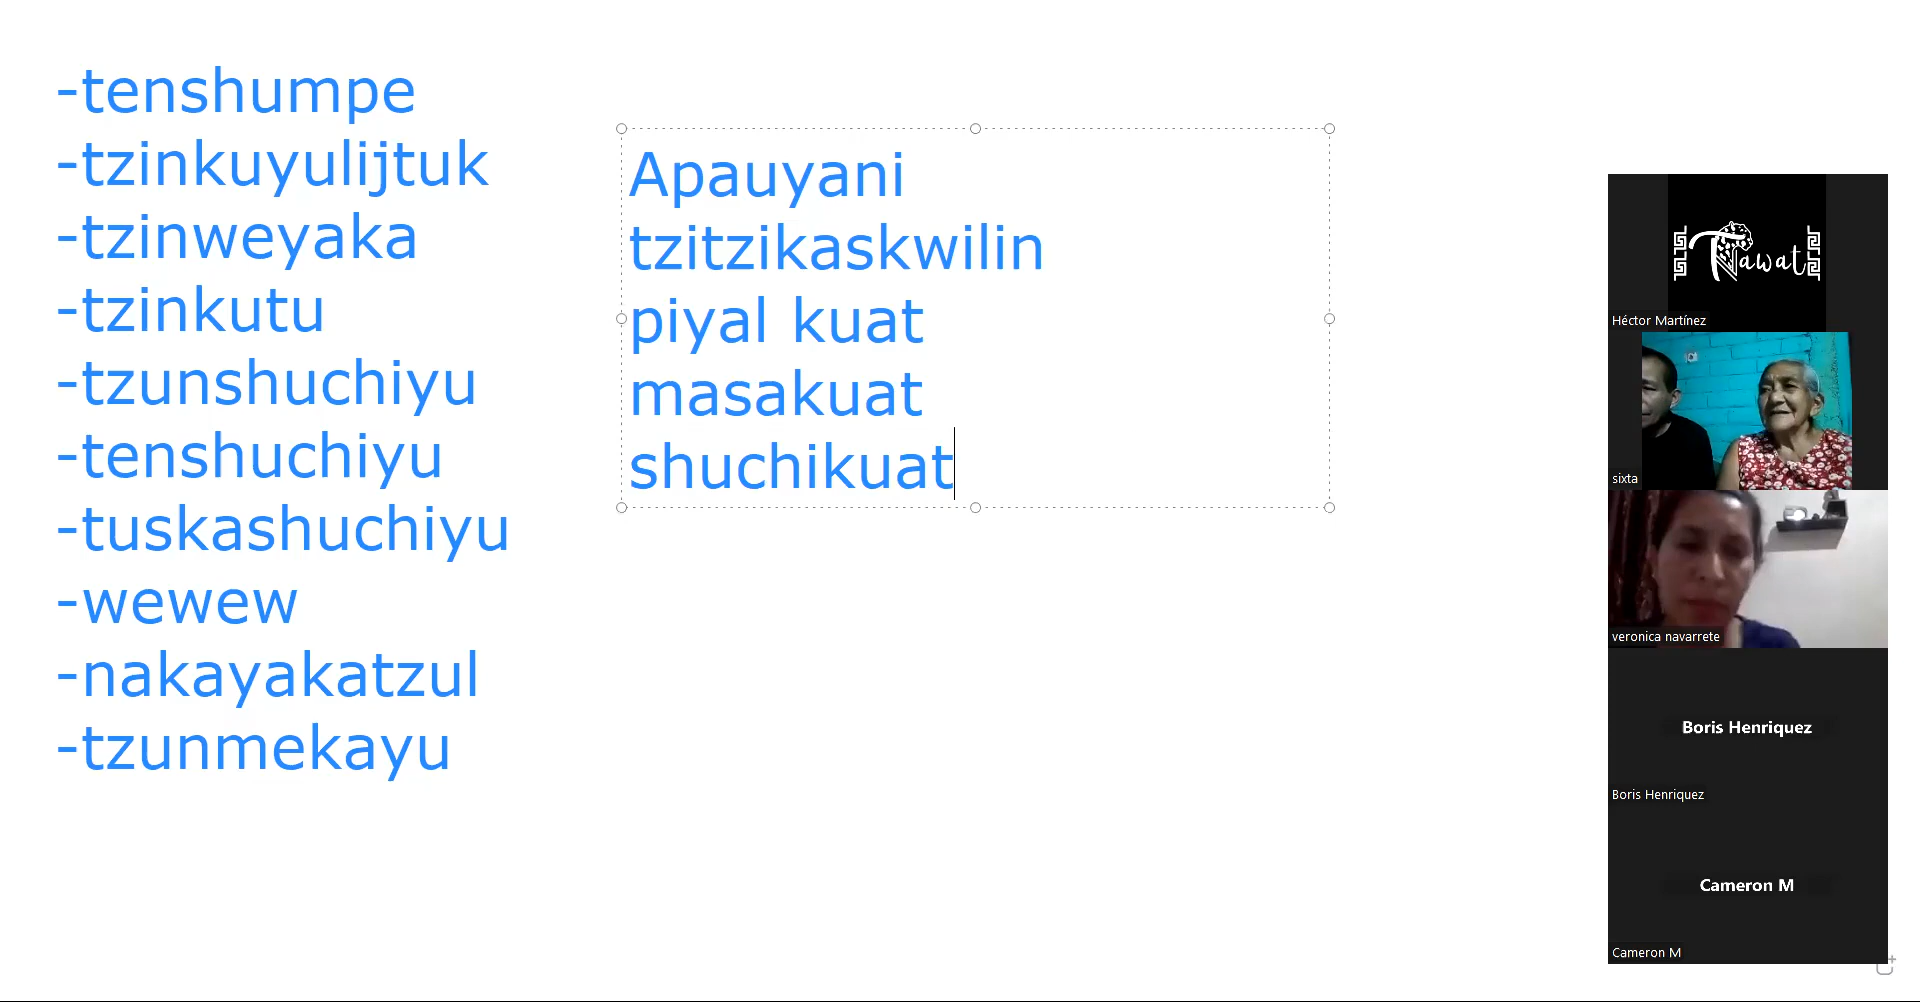 -tenshumpe
-tzinkuyulijtuk
-tzinweyaka
-tzinkutu
-tzunshuchiyu
-tenshuchiyu
-tuskashuchiyu
-wewew
-nakayakatzul
-tzunmekayu
Apauyani
tzitzikaskwilin
piyal kuat
masakuat
shuchikuat
Tawat
Héctor Martínez
sixta
veronica navarrete
Boris Henriquez
Boris Henriquez
Cameron M
Cameron M